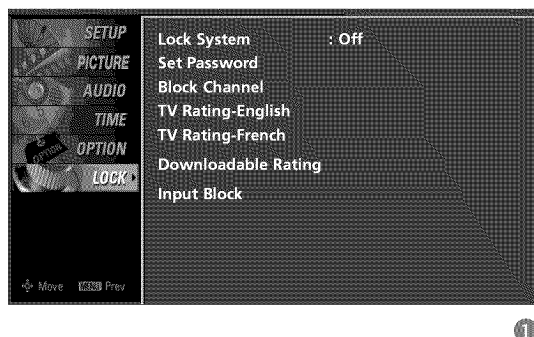 SETUP
PICTURE
AUDIO
TIME
OPTION
LOCK
Move MENU Prev
Lock System : Off
Set Password
Block Channel
TV Rating-English
TV Rating-French
Downloadable Rating
Input Block
1